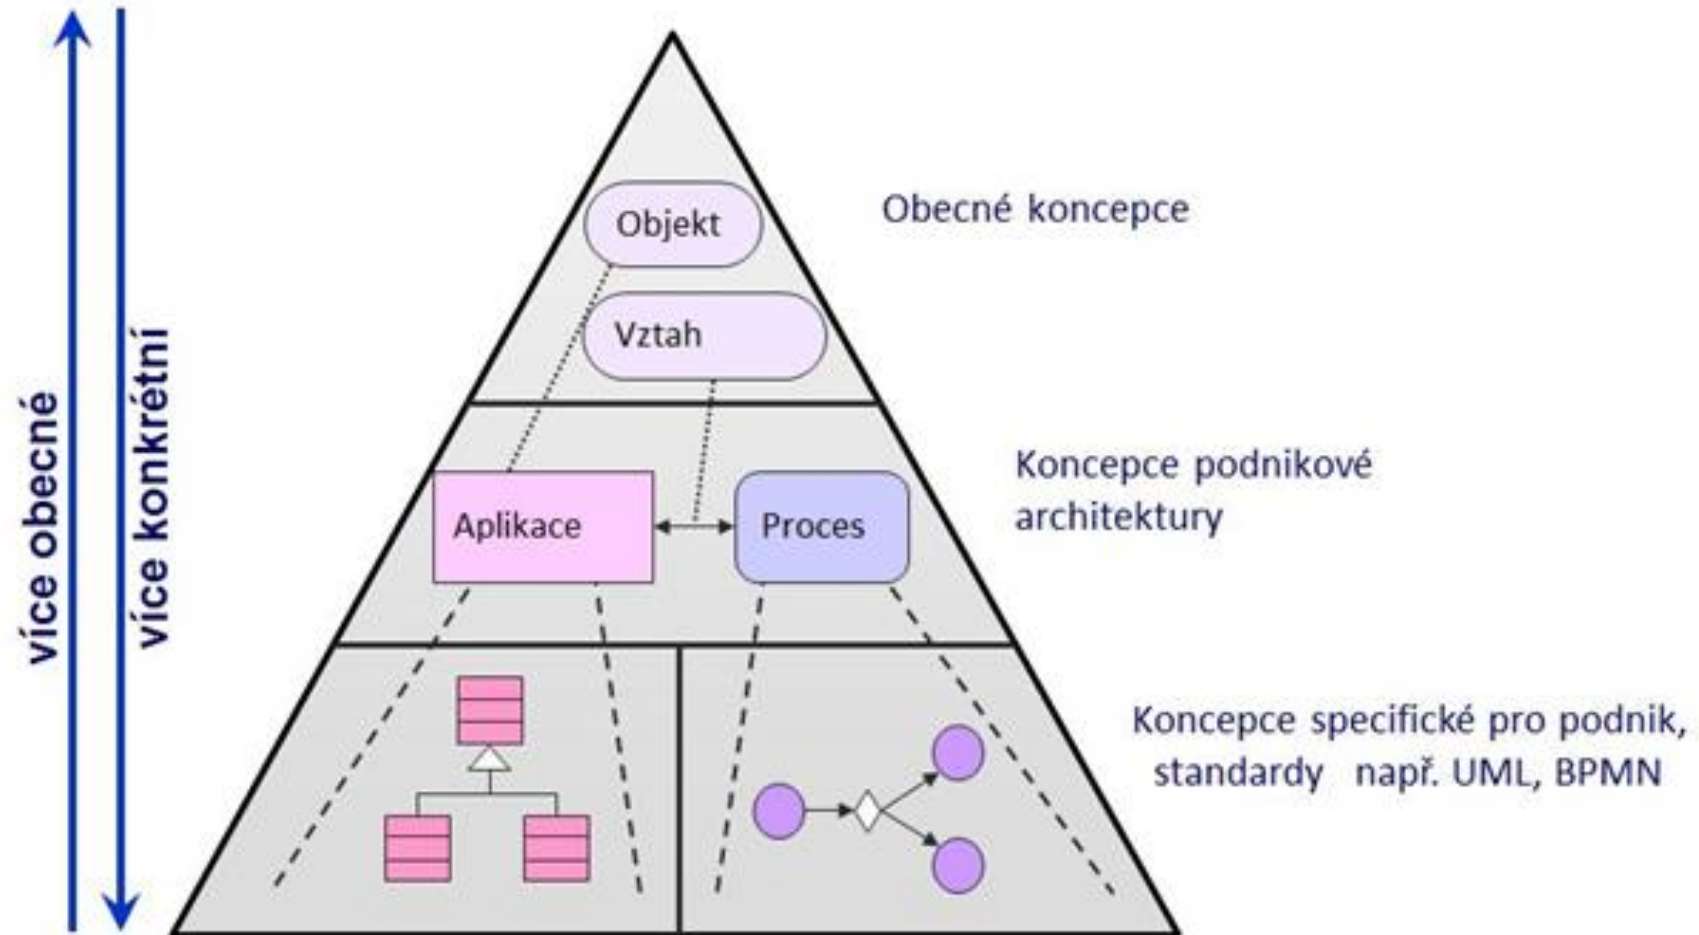 více obecné
více konkrétní
Objekt
Vztah
Obecné koncepce
Aplikace
Proces
Koncepce podnikové
architektury
Koncepce specifické pro podnik,
standardy např. UML, BPMN